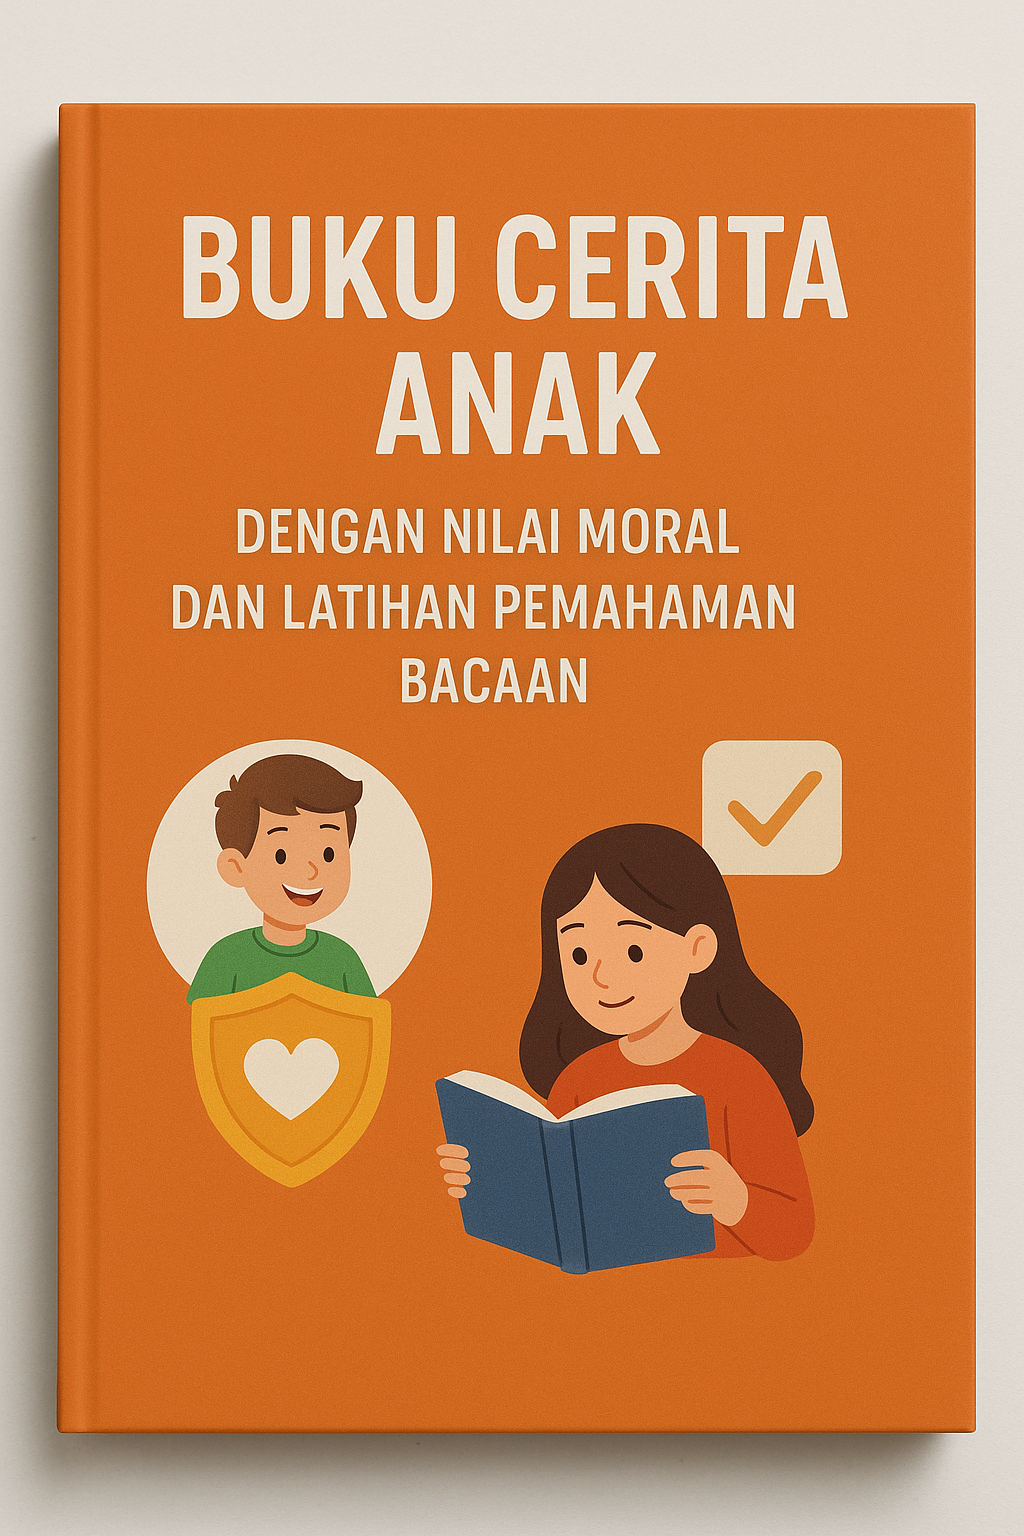 BUKU CERITA
ANAK
DENGAN NILAI MORAL
DAN LATIHAN PEMAHAMAN
BACAAN